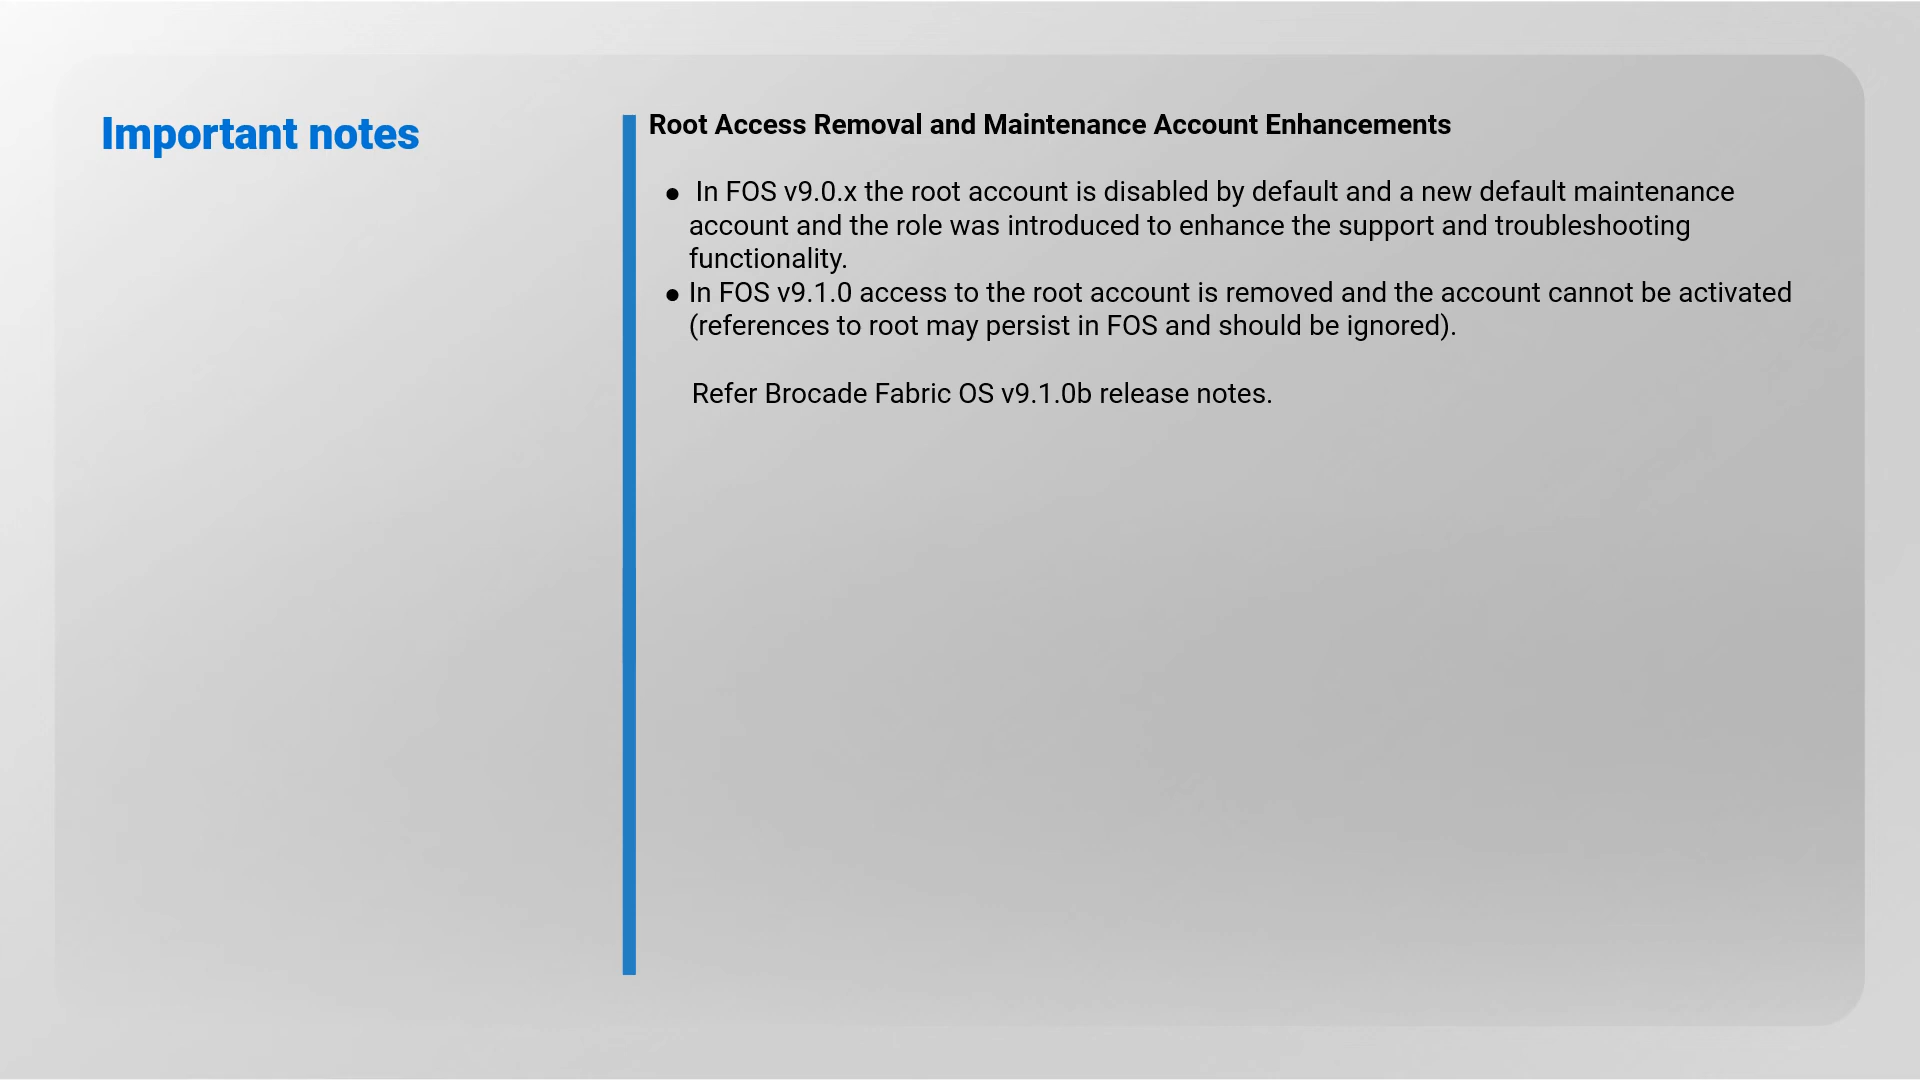 Important notes
Root Access Removal and Maintenance Account Enhancements
● In FOS v9.0.x the root account is disabled by default and a new default maintenance
account and the role was introduced to enhance the support and troubleshooting
functionality.
● In FOS v9.1.0 access to the root account is removed and the account cannot be activated
(references to root may persist in FOS and should be ignored).
Refer Brocade Fabric OS v9.1.0b release notes.